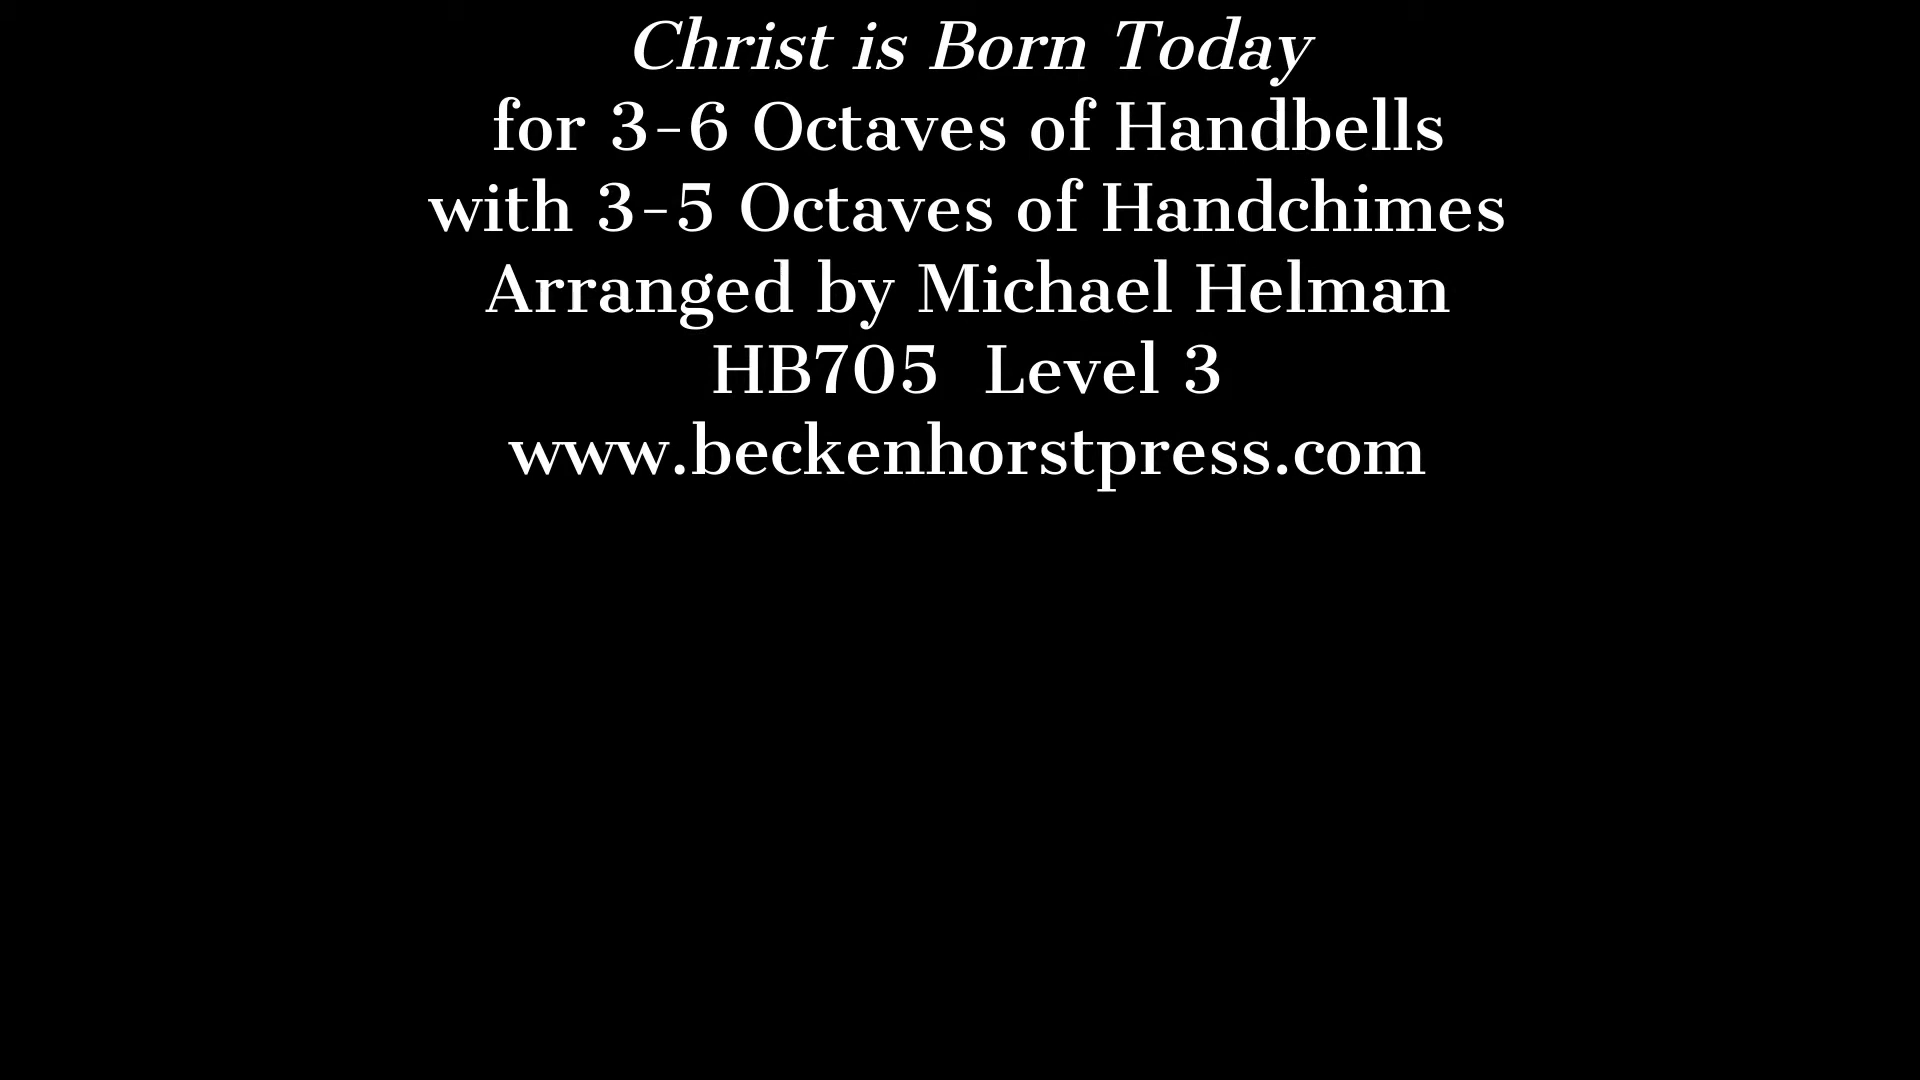 Christ is Born Today
for 3-6 Octaves of Handbells
with 3-5 Octaves of Handchimes
Arranged by Michael Helman
HB705  Level 3
www.beckenhorstpress.com